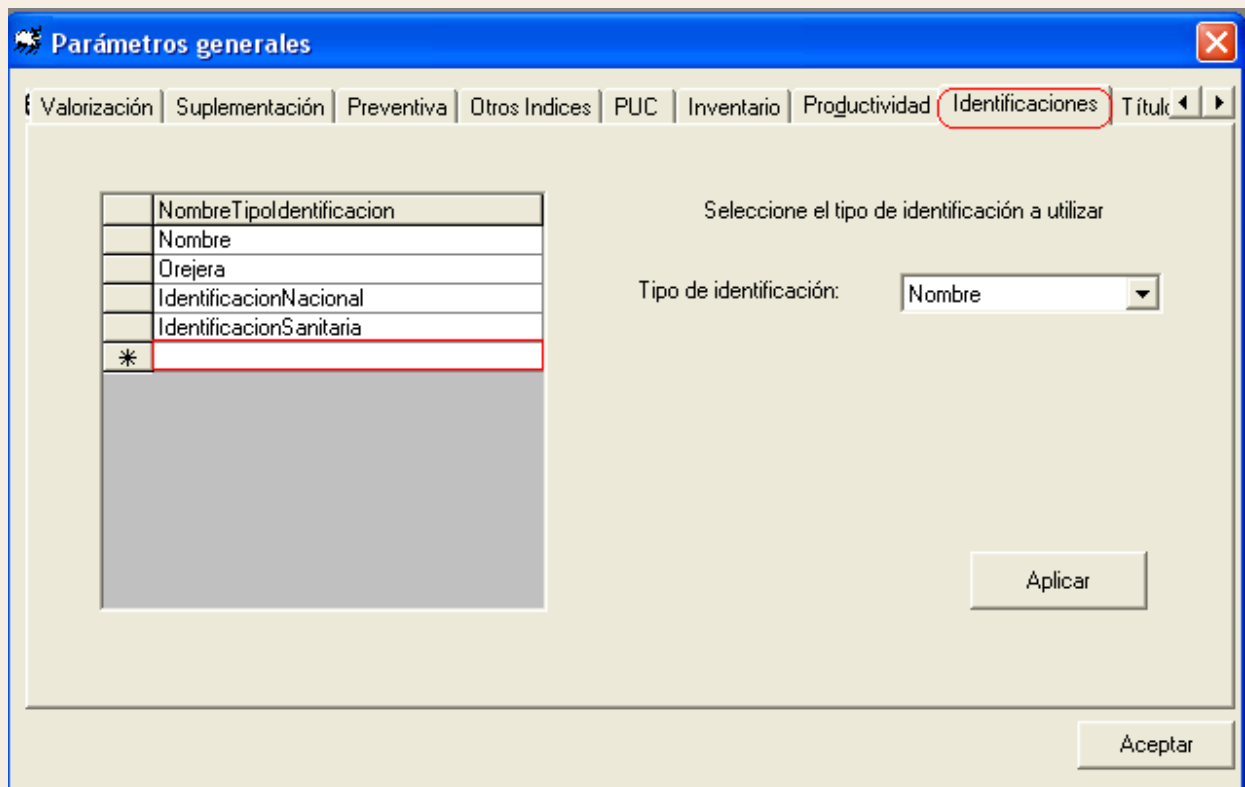 Parámetros generales
Valorización Suplementación Preventiva Otros Indices PUC Inventario Productividad Identificaciones Títul
NombreTipoIdentificacion
Seleccione el tipo de identificación a utilizar
Nombre
Orejera
Tipo de identificación: Nombre
IdentificacionNacional
IdentificacionSanitaria
Aplicar
Aceptar